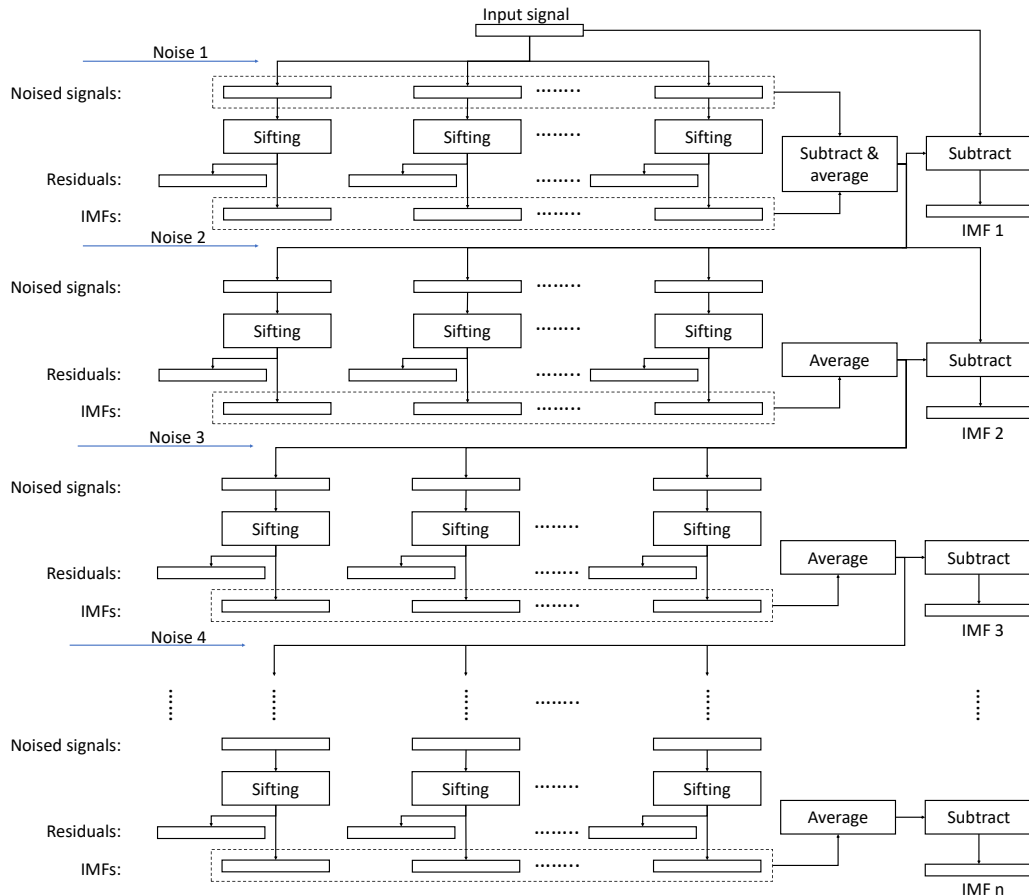 Input signal
Noise 1
Noised signals:
........
Sifting Sifting ........ Sifting
Subtract & average
Subtract
Residuals:
........
IMFs:
........
IMF 1
Noise 2
Noised signals:
........
Sifting Sifting ........ Sifting
Average
Subtract
Residuals:
........
IMFs:
........
IMF 2
Noise 3
Noised signals:
Sifting Sifting ........ Sifting
Average
Subtract
Residuals:
........
IMFs:
........
IMF 3
Noise 4
........
Noised signals:
Sifting Sifting ........ Sifting
Average
Subtract
Residuals:
........
IMFs:
........
IMF n